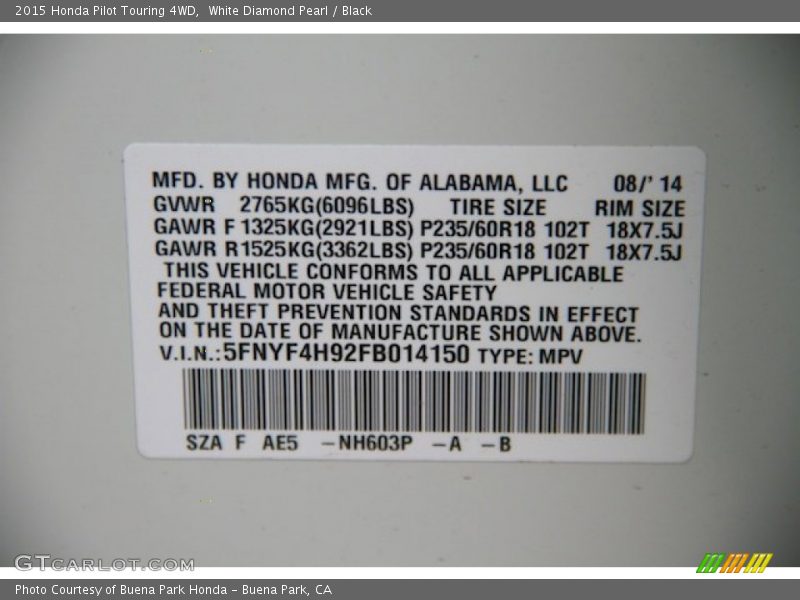 2015 Honda Pilot Touring 4WD, White Diamond Pearl / Black
MFD. BY HONDA MFG. OF ALABAMA, LLC 08/' 14
GVWR 2765KG(6096LBS) TIRE SIZE RIM SIZE
GAWR F 1325KG(2921LBS) P235/60R18 102T 18X7.5J
GAWR R1525KG(3362LBS) P235/60R18 102T 18X7.5J
THIS VEHICLE CONFORMS TO ALL APPLICABLE
FEDERAL MOTOR VEHICLE SAFETY
AND THEFT PREVENTION STANDARDS IN EFFECT
ON THE DATE OF MANUFACTURE SHOWN ABOVE.
V.I.N.:5FNYF4H92FB014150 TYPE: MPV
SZA F AE5 -NH603P -A -B
GTCARLOT.COM
Photo Courtesy of Buena Park Honda - Buena Park, CA